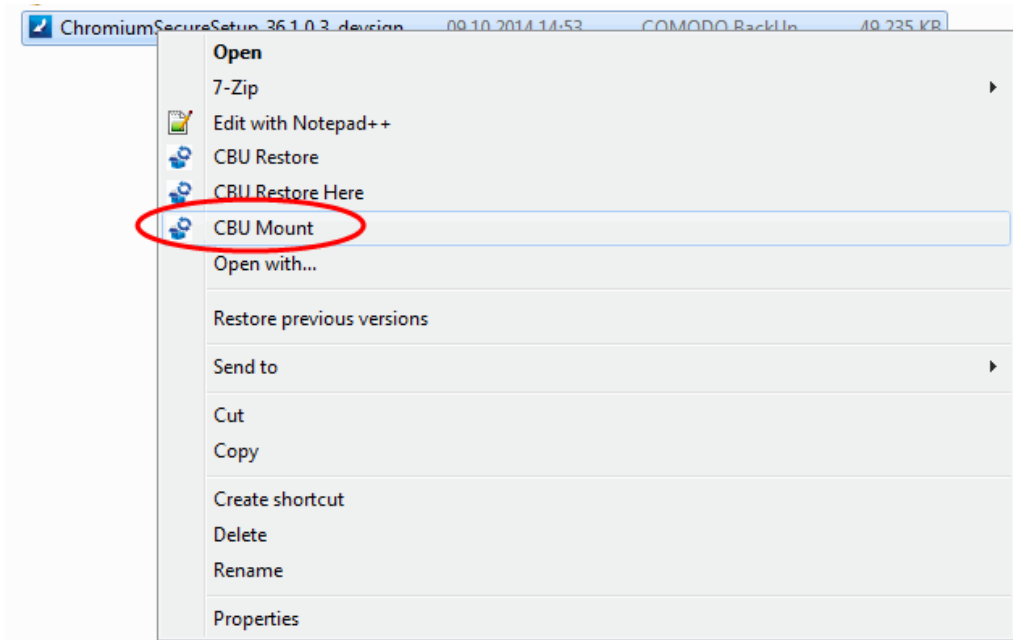 ChromiumSecureSetup_36.1.0.3_devsign 09.10.2014 14:53 COMODO BackUp 49 235 KB
Open
7-Zip
Edit with Notepad++
CBU Restore
CBU Restore Here
CBU Mount
Open with...
Restore previous versions
Send to
Cut
Copy
Create shortcut
Delete
Rename
Properties